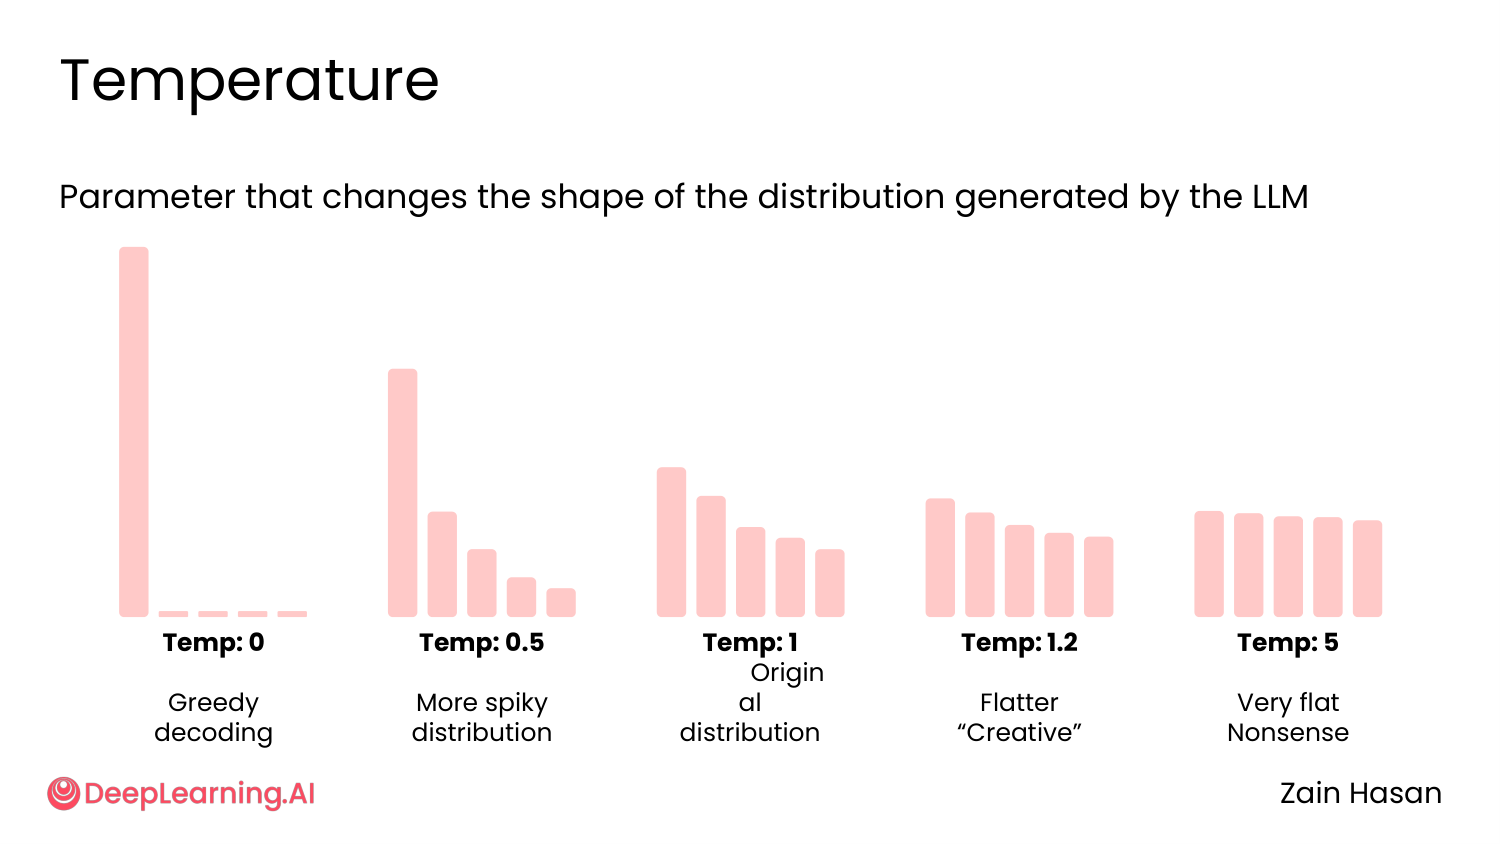 Temperature
Parameter that changes the shape of the distribution generated by the LLM
Temp: 0
Greedy
decoding
Temp: 0.5
More spiky
distribution
Temp: 1
Origin
al
distribution
Temp: 1.2
Flatter
“Creative”
Temp: 5
Very flat
Nonsense
DeepLearning.AI
Zain Hasan